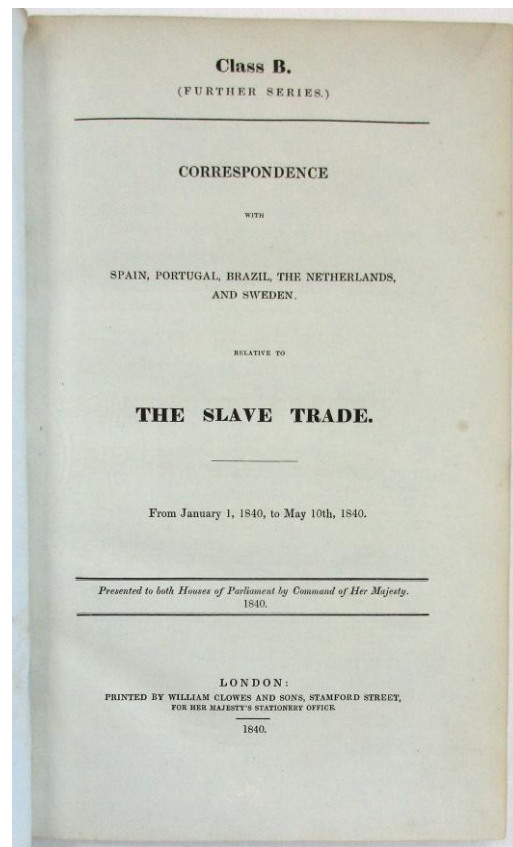 Class B.
(FURTHER SERIES.)
CORRESPONDENCE
WITH
SPAIN, PORTUGAL, BRAZIL, THE NETHERLANDS,
AND SWEDEN.
RELATIVE TO
THE SLAVE TRADE.
From January 1, 1840, to May 10th, 1840.
Presented to both Houses of Parliament by Command of Her Majesty.
1840.
LONDON:
PRINTED BY WILLIAM CLOWES AND SONS, STAMFORD STREET,
FOR HER MAJESTY'S STATIONERY OFFICE.
1840.